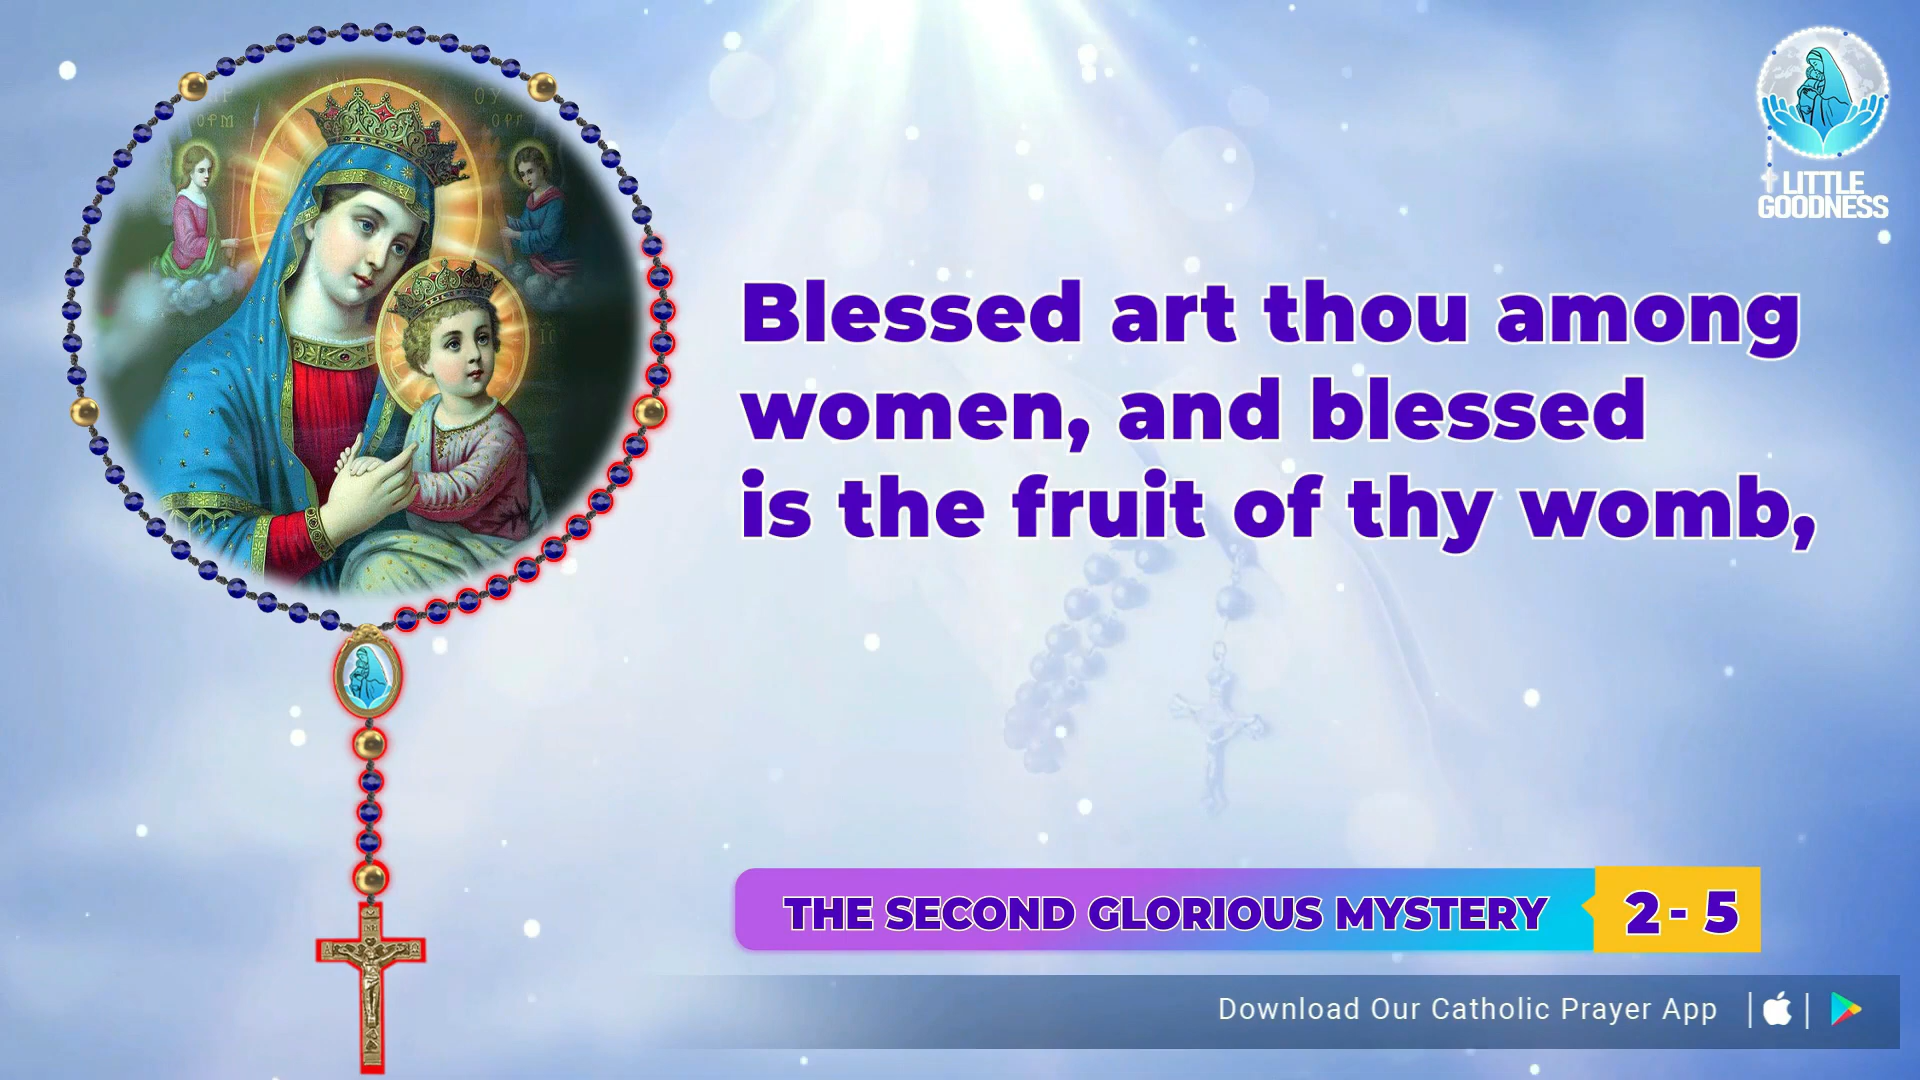 LITTLE
GOODNESS
Blessed art thou among
women, and blessed
is the fruit of thy womb,
THE SECOND GLORIOUS MYSTERY 2 - 5
Download Our Catholic Prayer App